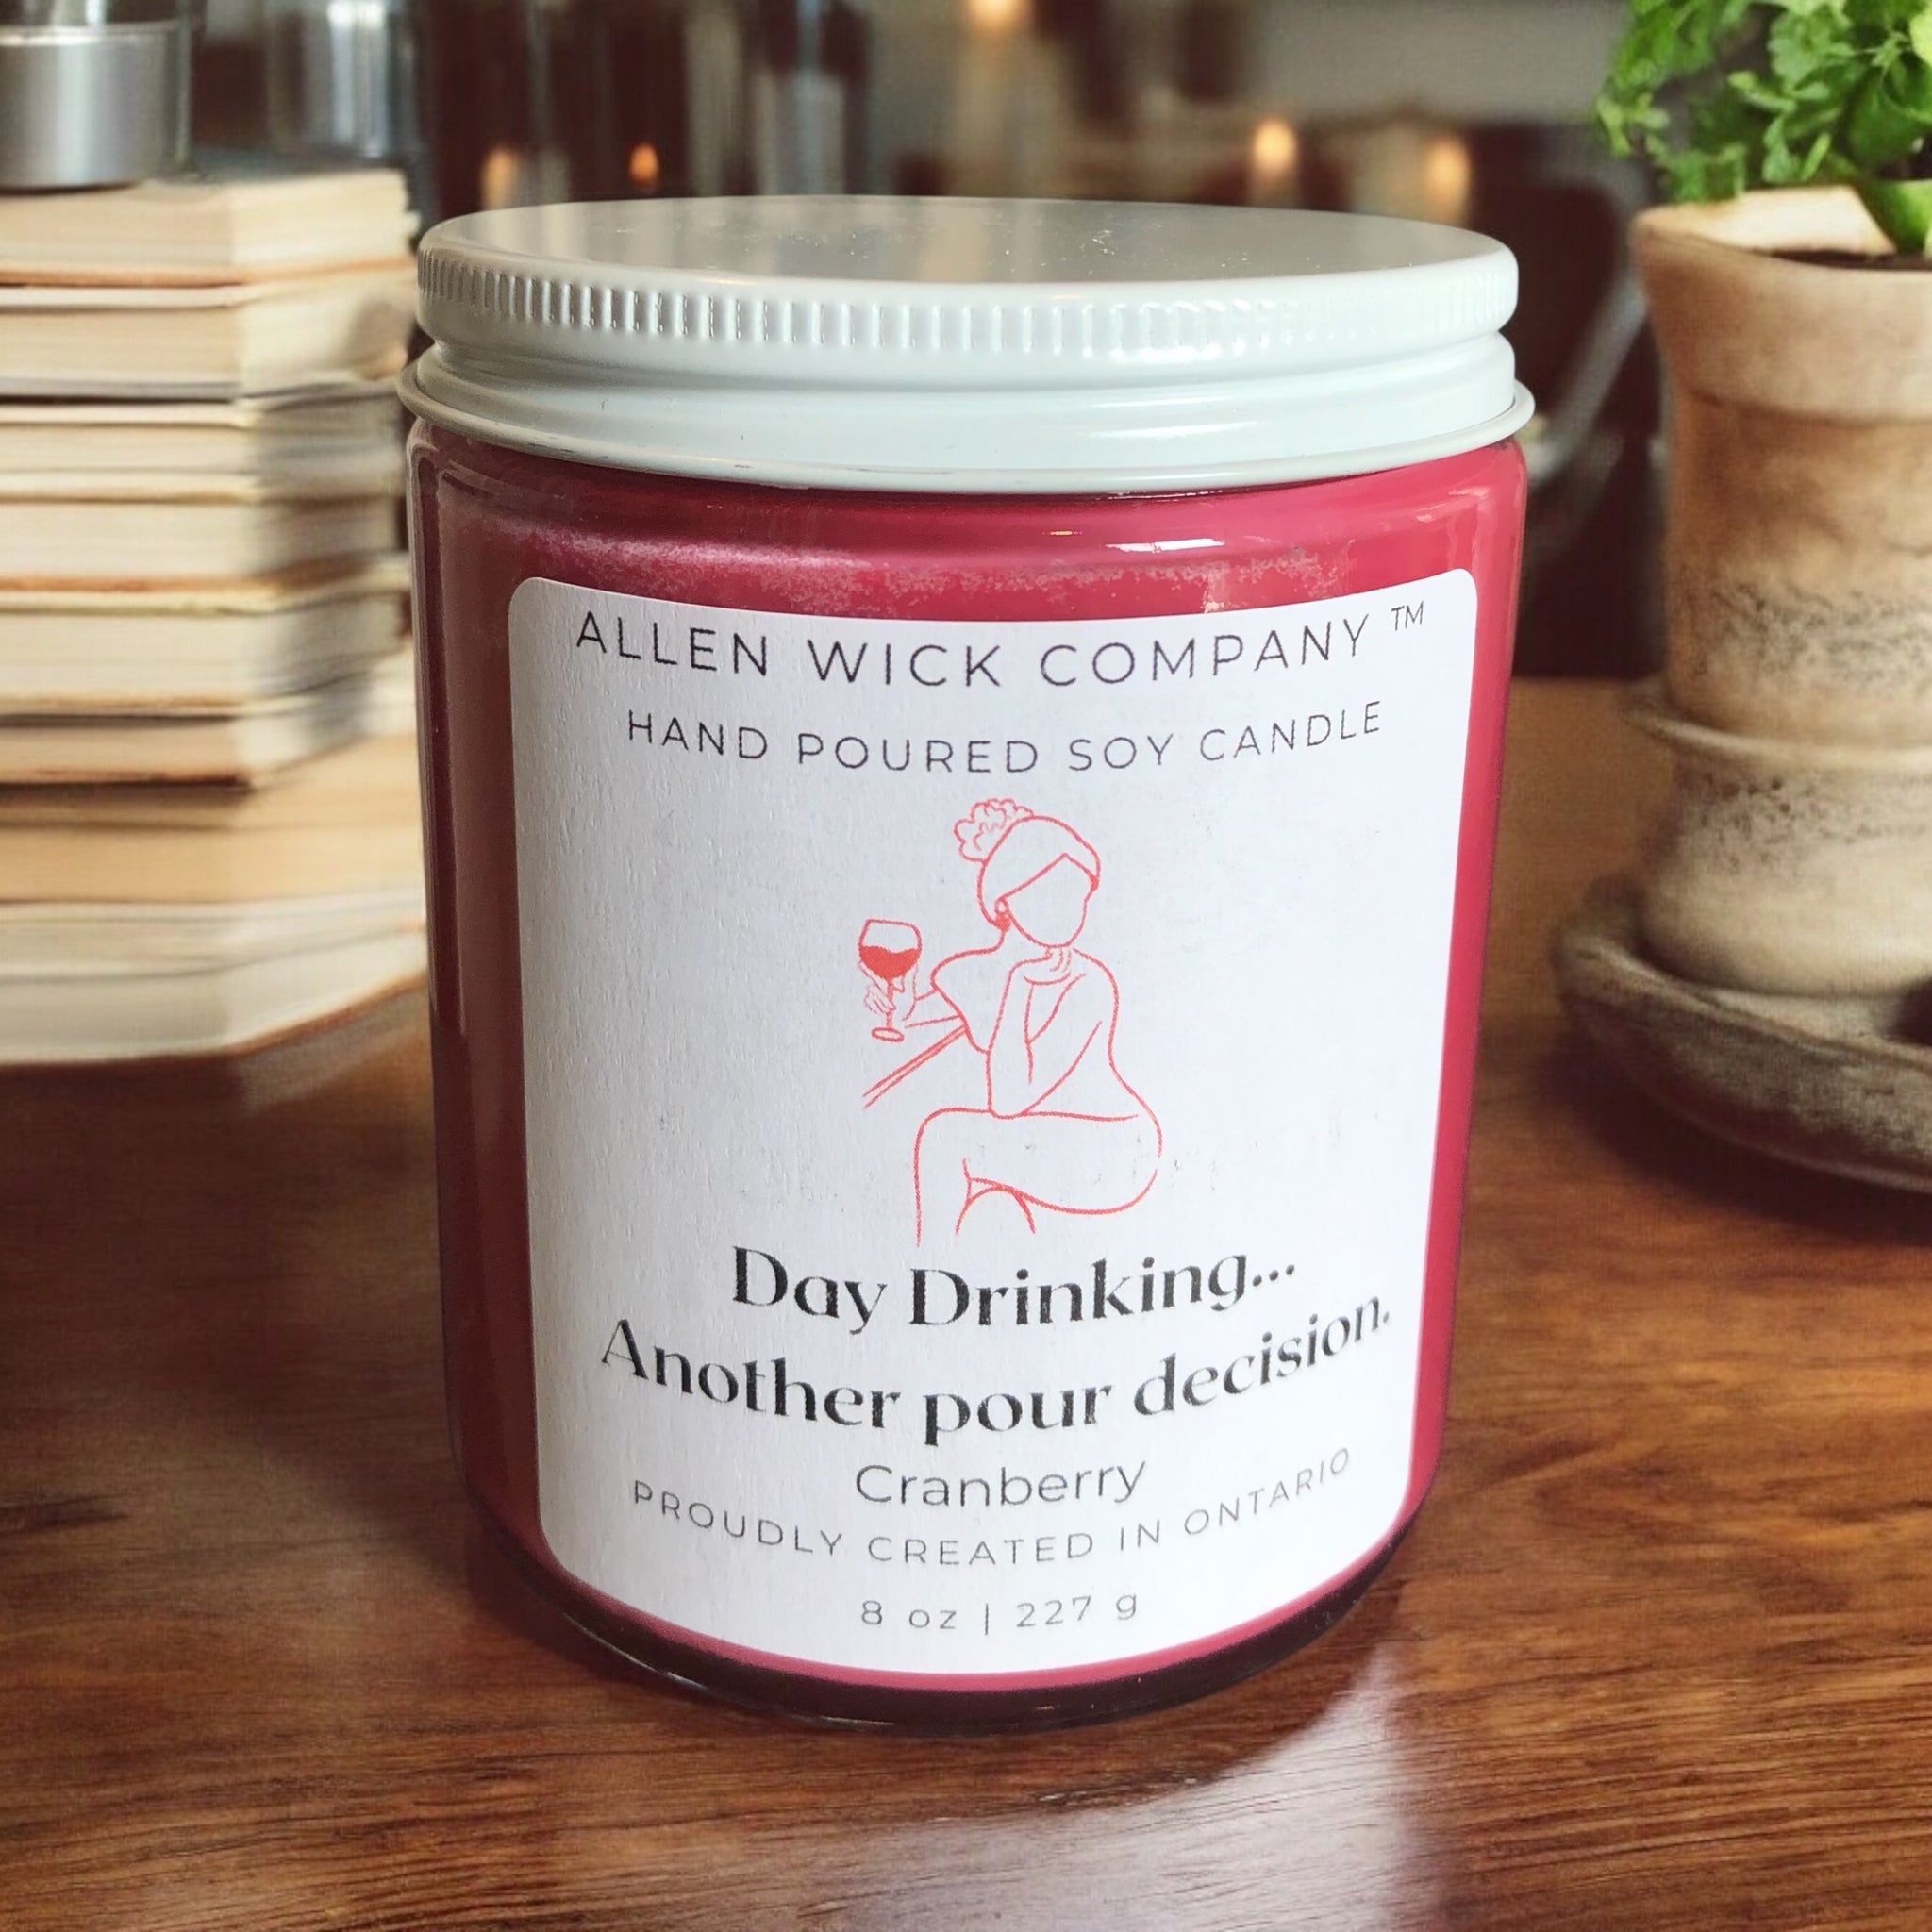 ALLEN WICK COMPANY ™
HAND POURED SOY CANDLE
Day Drinking...
Another pour decision.
Cranberry
PROUDLY CREATED IN ONTARIO
8 oz | 227 g